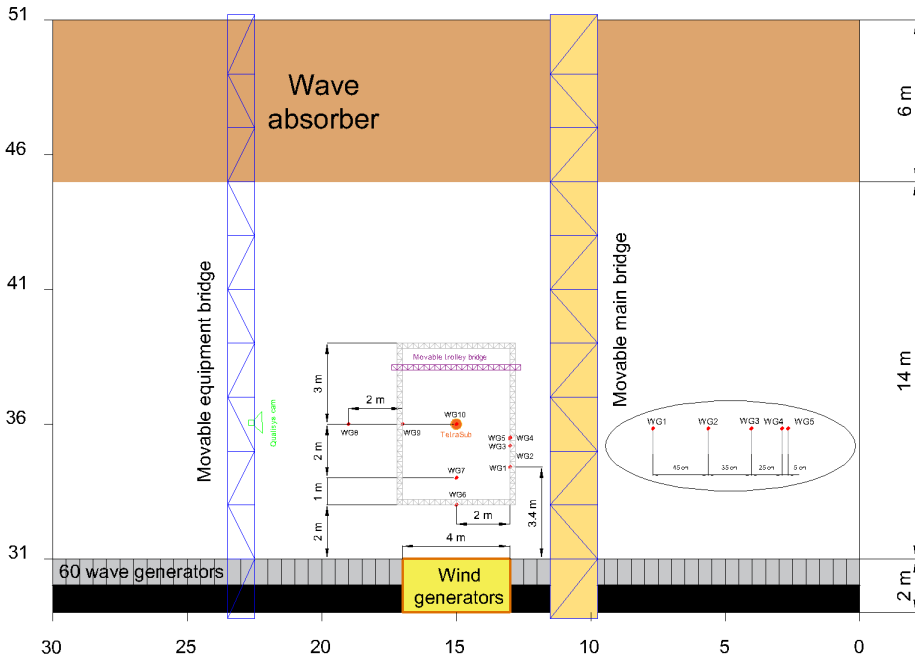 51
46
41
36
31
Wave
absorber
6 m
14 m
2 m
Movable equipment bridge
Movable main bridge
Qualisys cam
Movable trolley bridge
3 m
2 m
2 m
1 m
2 m
WG8
WG9
WG10
TetraSub
WG5
WG4
WG3
WG2
WG1
WG7
WG6
2 m
3.4 m
4 m
WG1
WG2
WG3
WG4
WG5
45 cm
35 cm
25 cm
5 cm
60 wave generators
Wind
generators
30
20
15
10
5
0